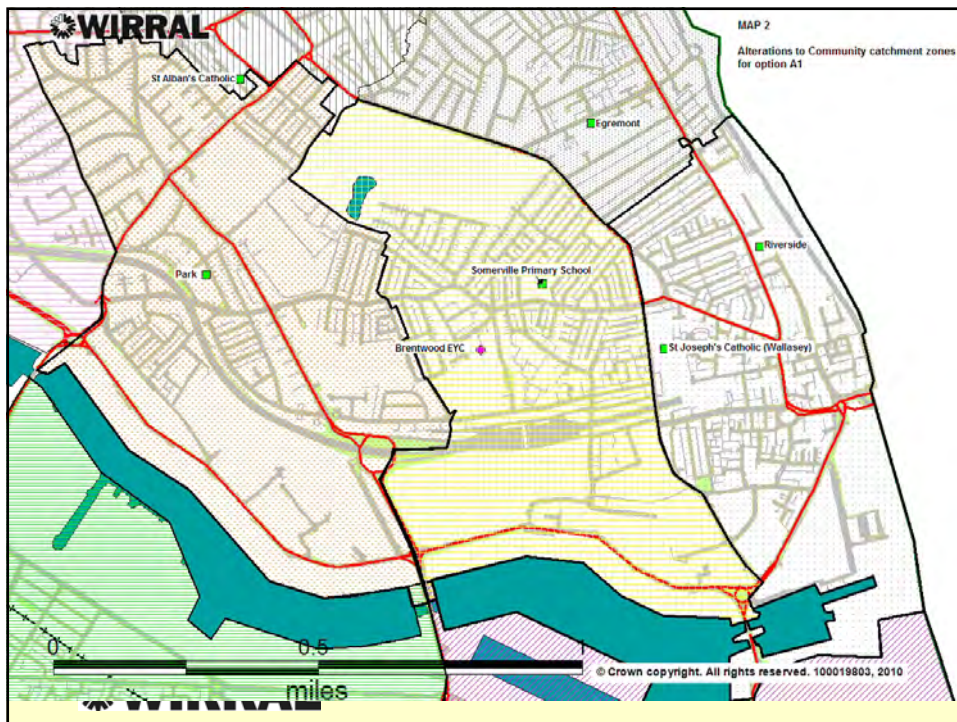 WIRRAL
MAP 2
Alterations to Community catchment zones
for option A1
St Alban's Catholic
Egremont
Riverside
Park
Somerville Primary School
Brentwood EYC
St Joseph's Catholic (Wallasey)
0 0.5 1
miles
© Crown copyright. All rights reserved. 100019803, 2010
WIRRAL